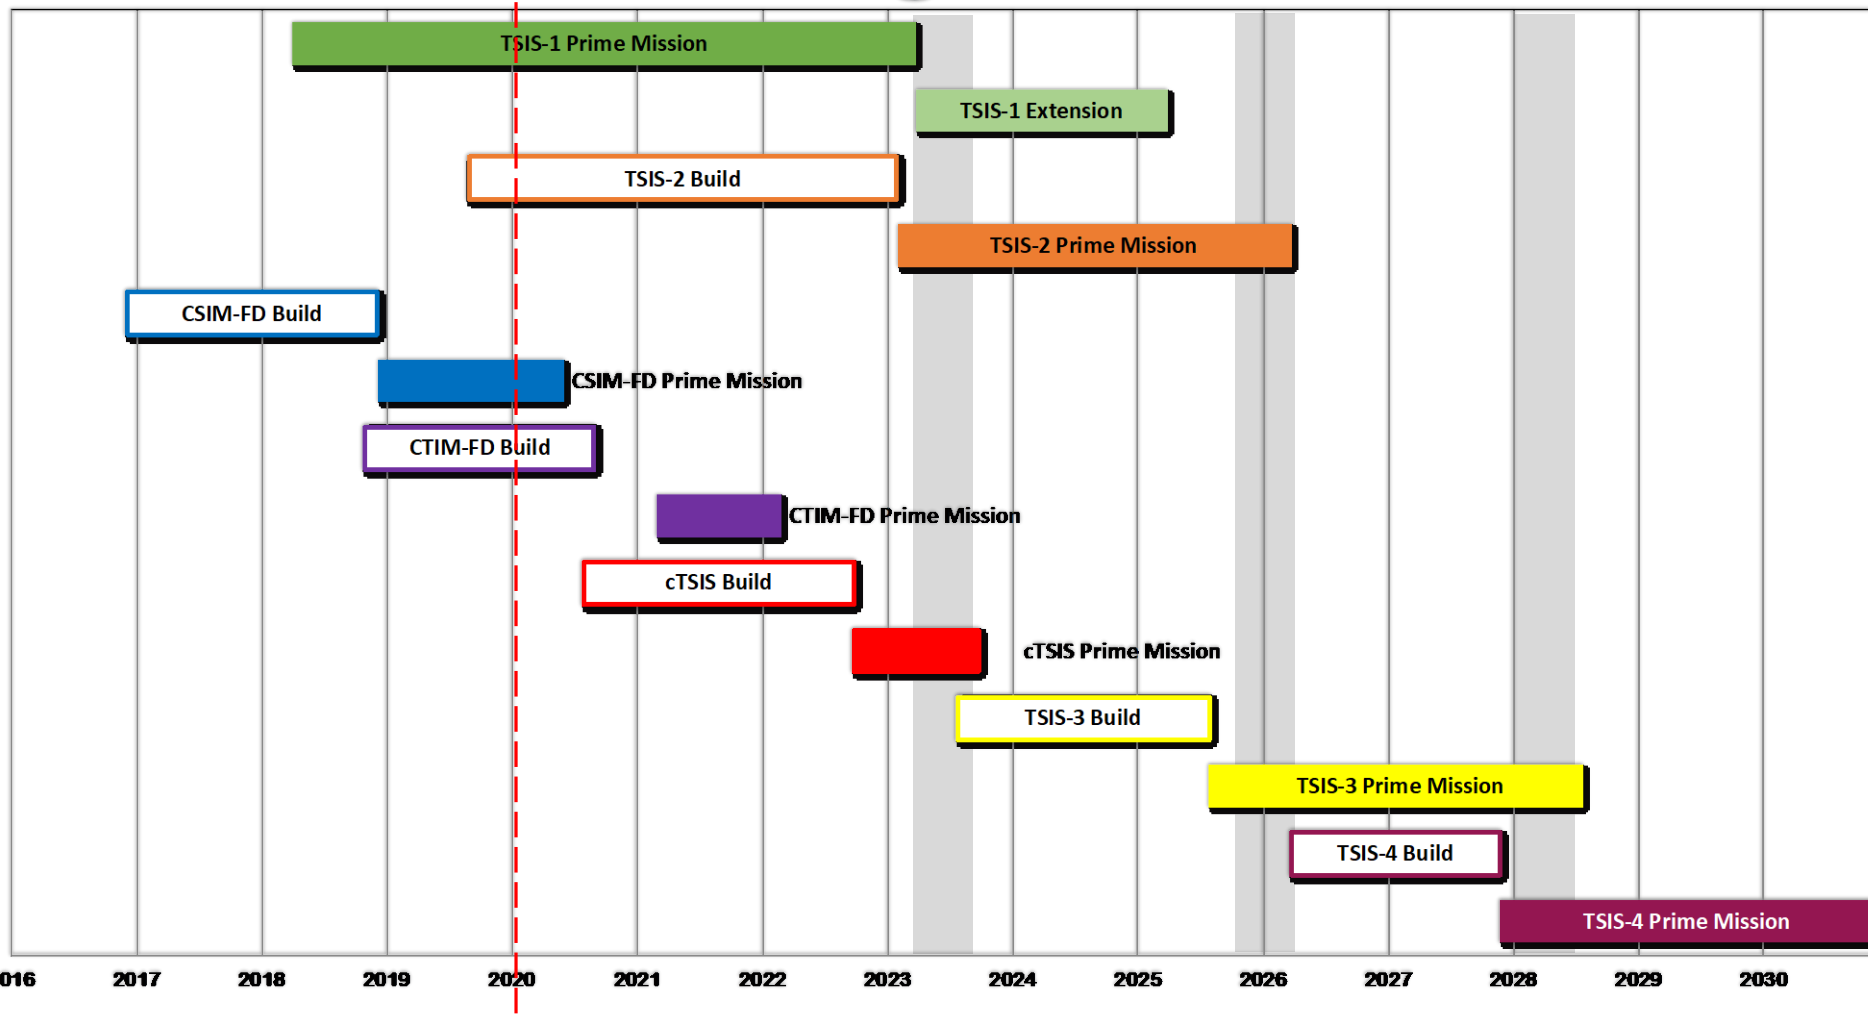 TSIS-1 Prime Mission
TSIS-1 Extension
TSIS-2 Build
TSIS-2 Prime Mission
CSIM-FD Build
CSIM-FD Prime Mission
CTIM-FD Build
CTIM-FD Prime Mission
cTSIS Build
cTSIS Prime Mission
TSIS-3 Build
TSIS-3 Prime Mission
TSIS-4 Build
TSIS-4 Prime Mission
016 2017 2018 2019 2020 2021 2022 2023 2024 2025 2026 2027 2028 2029 2030